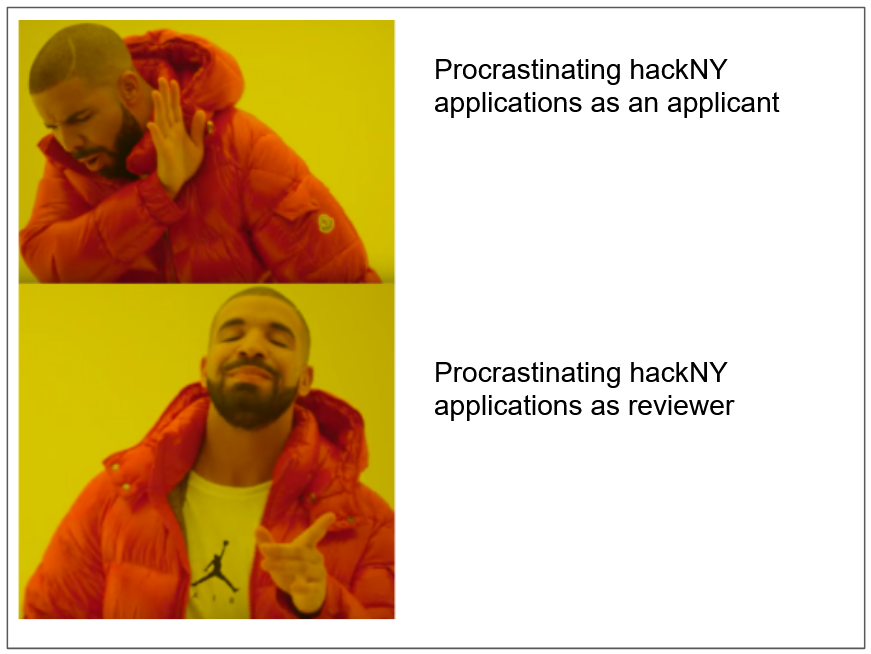 Procrastinating hackNY
applications as an applicant
Procrastinating hackNY
applications as reviewer